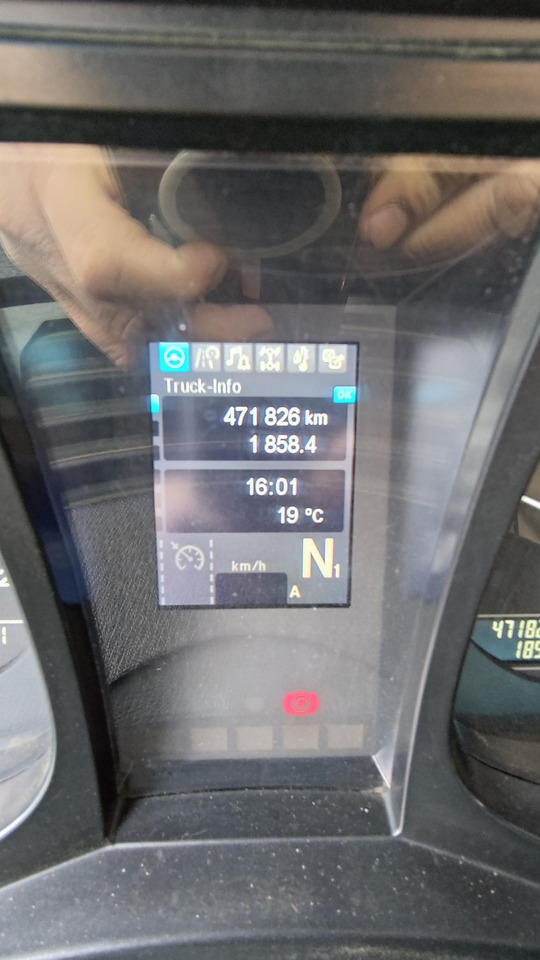 Truck-Info
OK
471 826 km
1 858.4
16:01
19 °C
km/h
N1
A